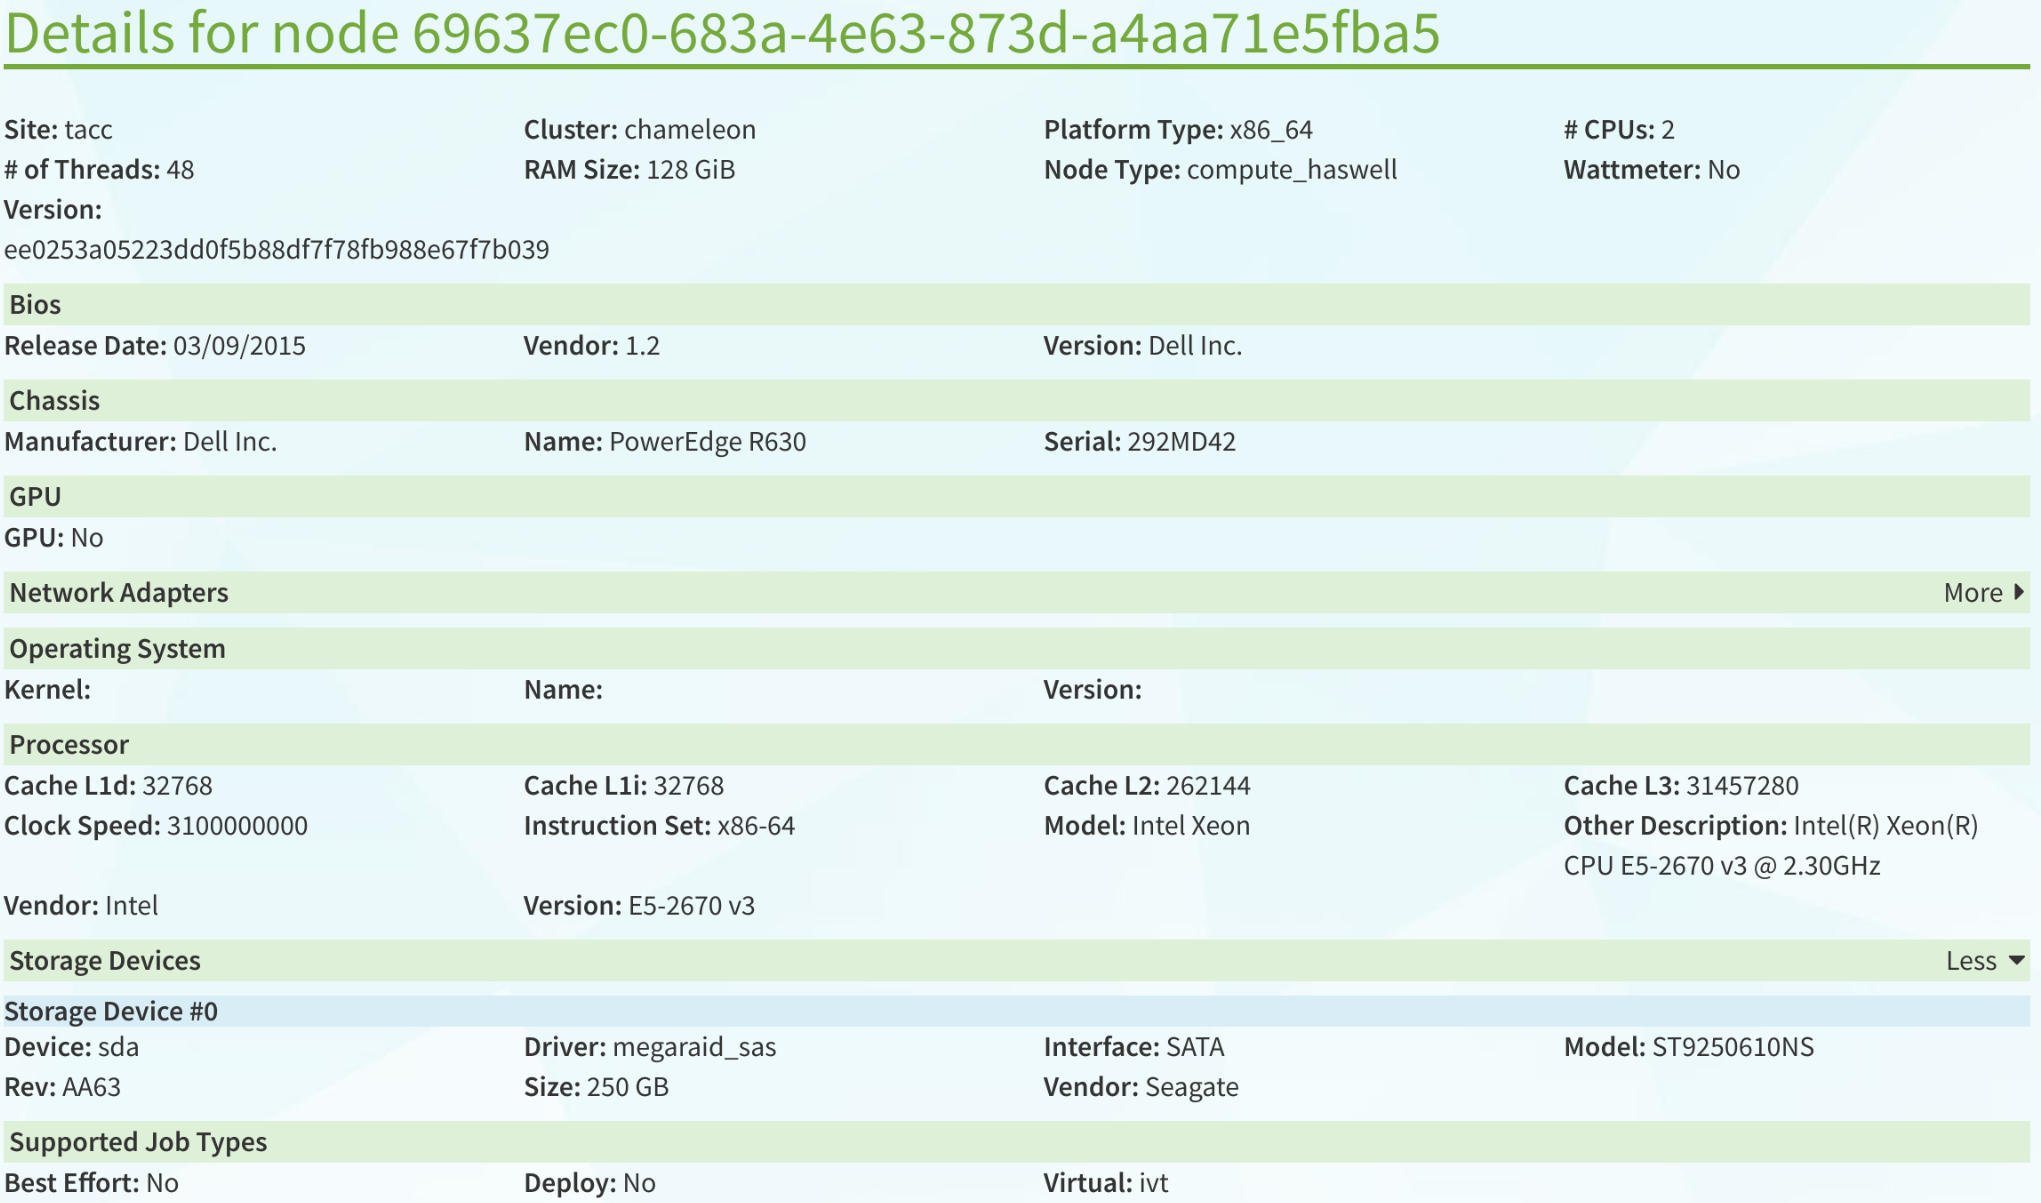 Details for node 69637ec0-683a-4e63-873d-a4aa71e5fba5
Site: tacc Cluster: chameleon Platform Type: x86_64 # CPUs: 2
# of Threads: 48 RAM Size: 128 GiB Node Type: compute_haswell Wattmeter: No
Version:
ee0253a05223dd0f5b88df7f78fb988e67f7b039
Bios
Release Date: 03/09/2015 Vendor: 1.2 Version: Dell Inc.
Chassis
Manufacturer: Dell Inc. Name: PowerEdge R630 Serial: 292MD42
GPU
GPU: No
Network Adapters More
Operating System
Kernel: Name: Version:
Processor
Cache L1d: 32768 Cache L1i: 32768 Cache L2: 262144 Cache L3: 31457280
Clock Speed: 3100000000 Instruction Set: x86-64 Model: Intel Xeon Other Description: Intel(R) Xeon(R)
CPU E5-2670 v3 @ 2.30GHz
Vendor: Intel Version: E5-2670 v3
Storage Devices Less
Storage Device #0
Device: sda Driver: megaraid_sas Interface: SATA Model: ST9250610NS
Rev: AA63 Size: 250 GB Vendor: Seagate
Supported Job Types
Best Effort: No Deploy: No Virtual: ivt